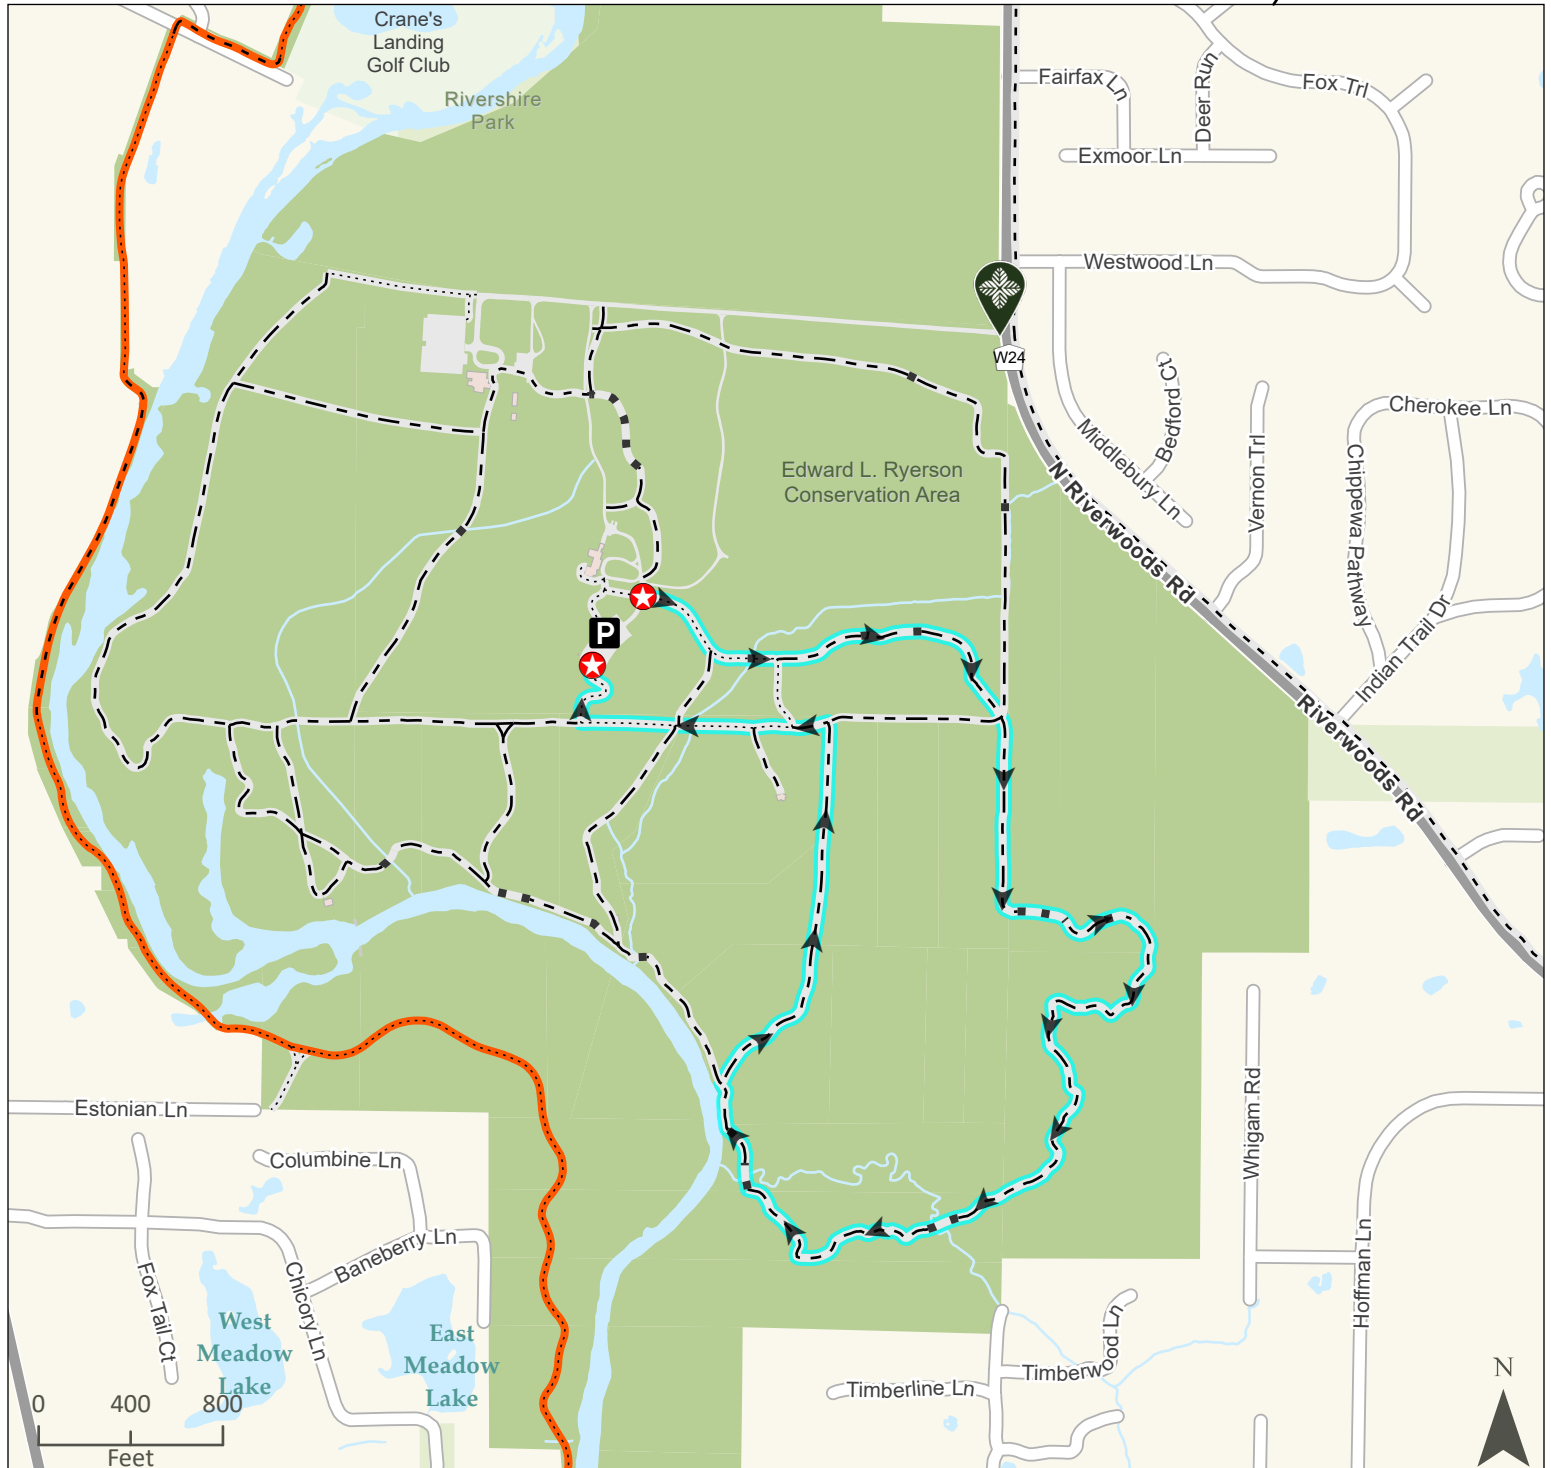 Crane's
Landing
Golf Club
Rivershire
Park
Fairfax Ln
Deer Run
Fox Trl
Exmoor Ln
Westwood Ln
W24
Bedford Ct
Cherokee Ln
Middlebury Ln
Vernon Trl
Chippewa Pathway
Edward L. Ryerson
Conservation Area
N Riverwoods Rd
Indian Trail Dr
P
Riverwoods Rd
Estonian Ln
Whigam Rd
Columbine Ln
Baneberry Ln
Hoffman Ln
Fox Tail Ct
Chicory Ln
West
Meadow
Lake
East
Meadow
Lake
Timberwood Ln
Timberline Ln
N
0 400 800
Feet